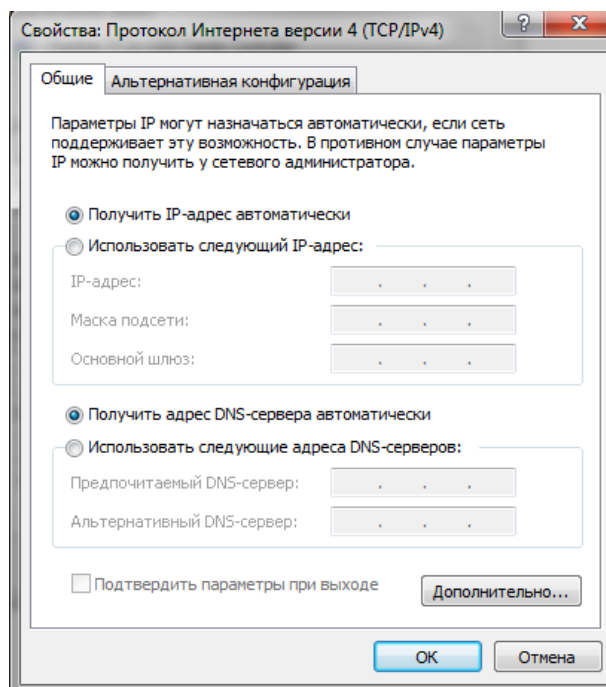 Свойства: Протокол Интернета версии 4 (TCP/IPv4)
Общие
Альтернативная конфигурация
Параметры IP могут назначаться автоматически, если сеть
поддерживает эту возможность. В противном случае параметры
IP можно получить у сетевого администратора.
Получить IP-адрес автоматически
Использовать следующий IP-адрес:
IP-адрес:
Маска подсети:
Основной шлюз:
Получить адрес DNS-сервера автоматически
Использовать следующие адреса DNS-серверов:
Предпочитаемый DNS-сервер:
Альтернативный DNS-сервер:
Подтвердить параметры при выходе
Дополнительно...
ОК
Отмена